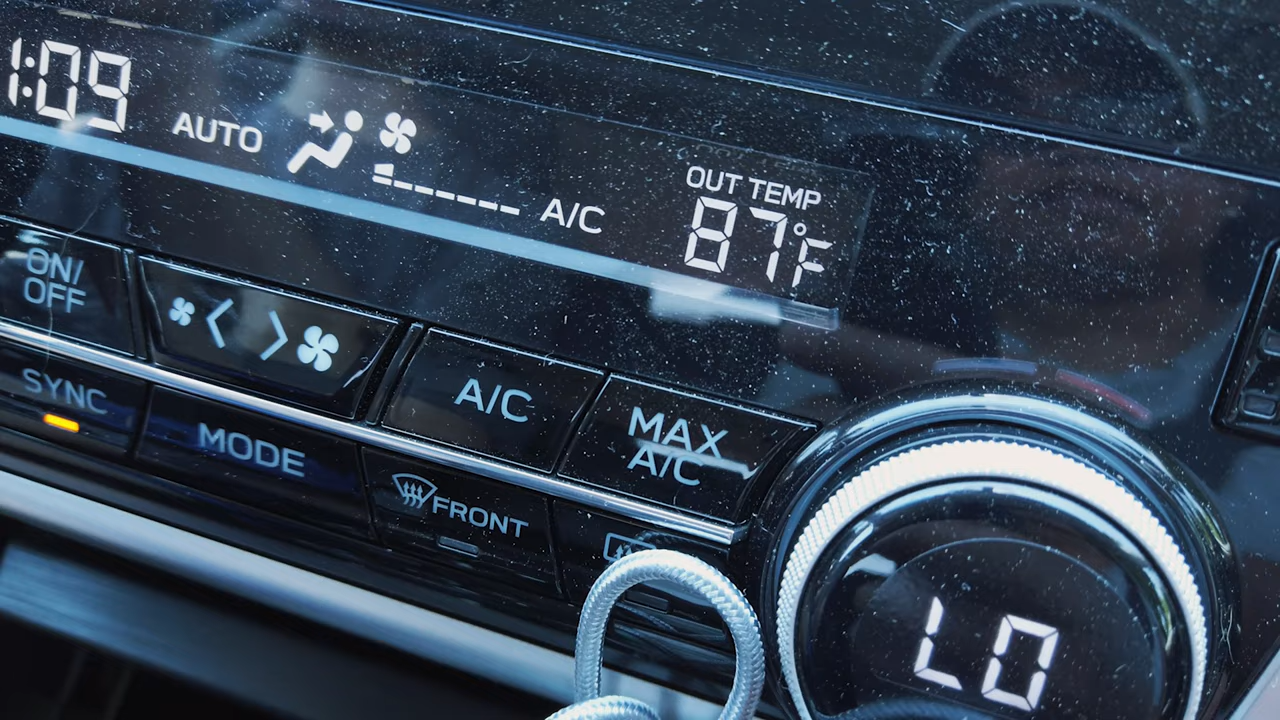 1:09
AUTO
A/C
OUT TEMP
87°F
ON/
OFF
A/C
MAX
A/C
SYNC
MODE
FRONT
LO